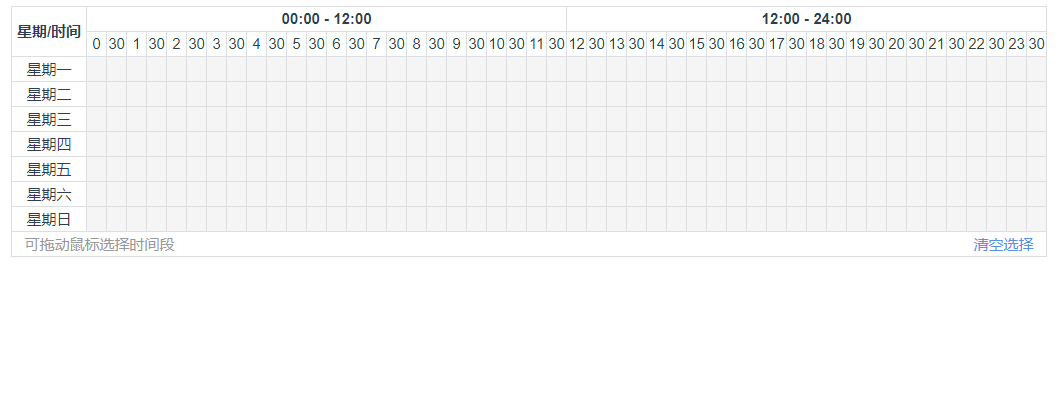 星期/时间 00:00 - 12:00 12:00 - 24:00
0 30 1 30 2 30 3 30 4 30 5 30 6 30 7 30 8 30 9 30 10 30 11 30 12 30 13 30 14 30 15 30 16 30 17 30 18 30 19 30 20 30 21 30 22 30 23 30
星期一
星期二
星期三
星期四
星期五
星期六
星期日
可拖动鼠标选择时间段 清空选择